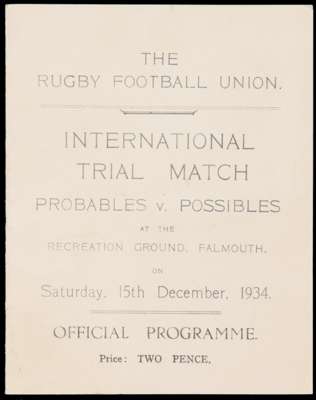 THE
RUGBY FOOTBALL UNION.
INTERNATIONAL
TRIAL MATCH
PROBABLES v. POSSIBLES
AT THE
RECREATION GROUND, FALMOUTH,
ON
Saturday, 15th December, 1934.
OFFICIAL PROGRAMME.
Price: TWO PENCE.